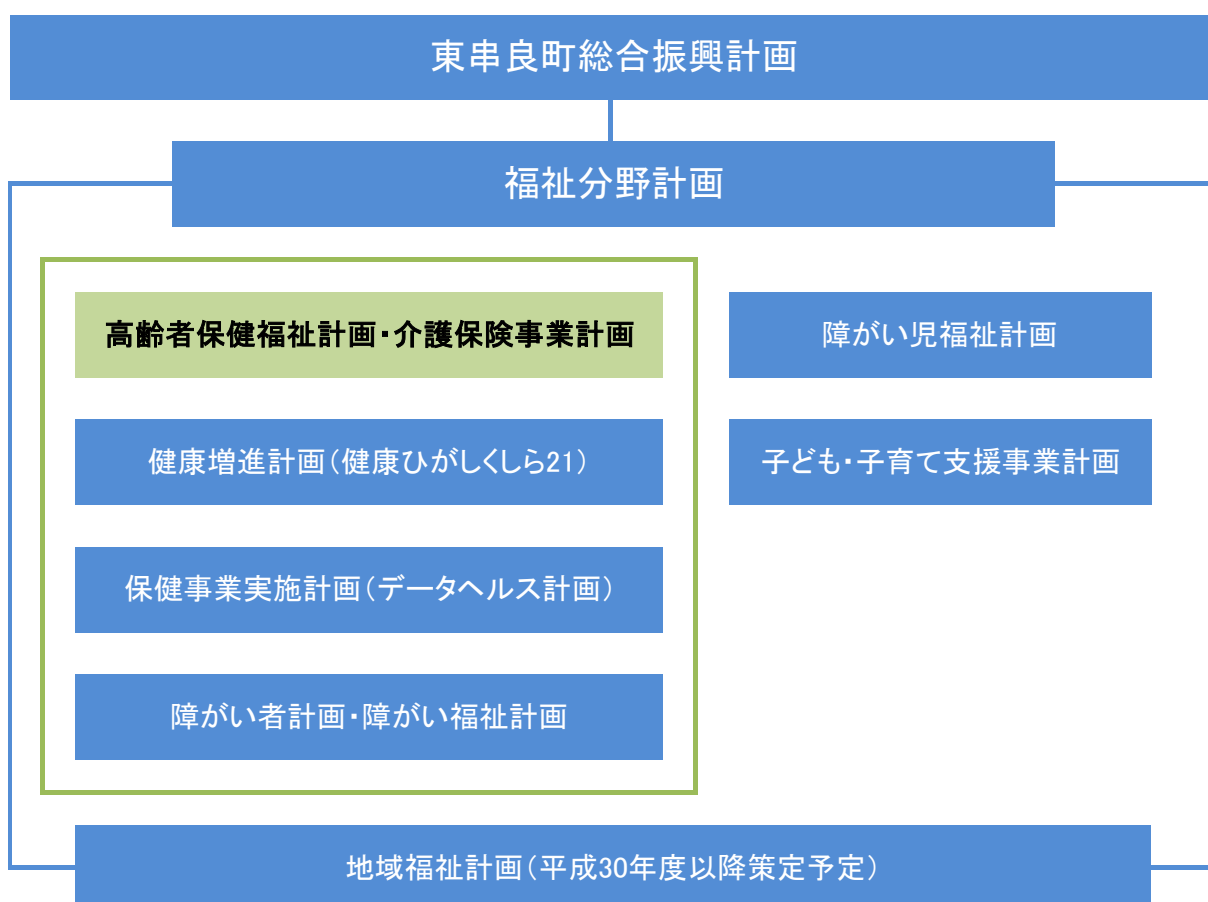 東串良町総合振興計画
福祉分野計画
高齢者保健福祉計画・介護保険事業計画
健康増進計画（健康ひがしくしら21）
保健事業実施計画（データヘルス計画）
障がい者計画・障がい福祉計画
障がい児福祉計画
子ども・子育て支援事業計画
地域福祉計画（平成30年度以降策定予定）